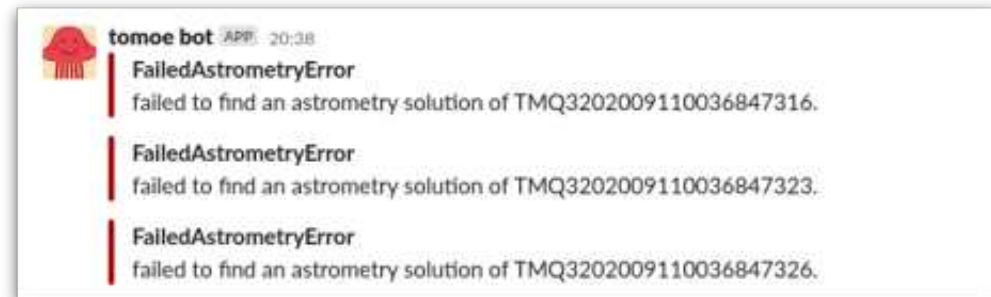 tomoe bot APP 20:38
FailedAstrometryError
failed to find an astrometry solution of TMQ3202009110036847316.
FailedAstrometryError
failed to find an astrometry solution of TMQ3202009110036847323.
FailedAstrometryError
failed to find an astrometry solution of TMQ3202009110036847326.